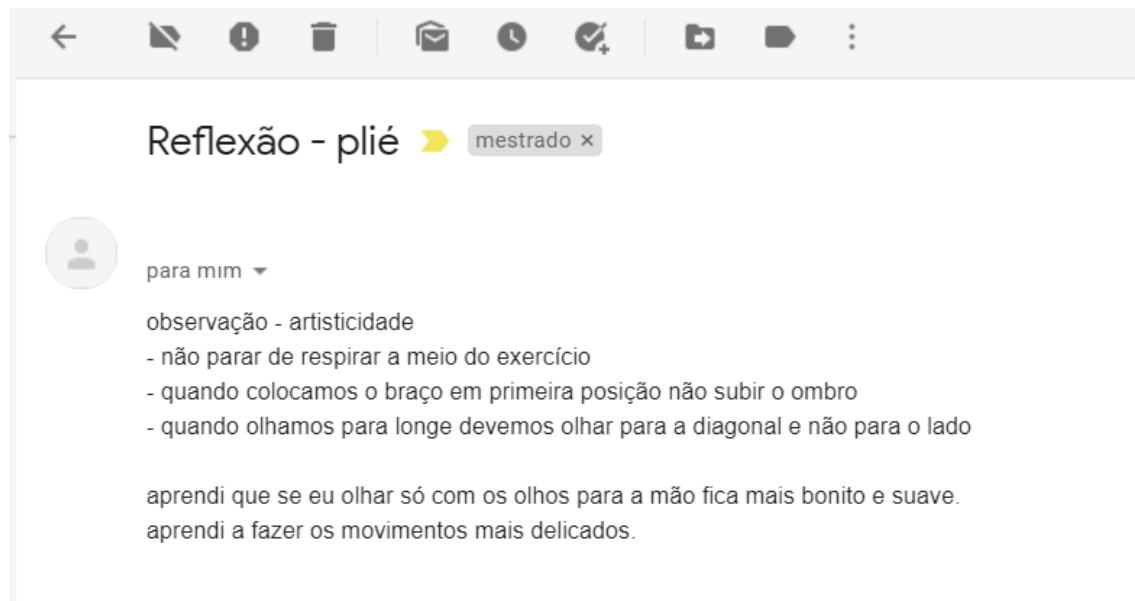 Reflexão - plié mestrado ×
para mim
observação - artisticidade
- não parar de respirar a meio do exercício
- quando colocamos o braço em primeira posição não subir o ombro
- quando olhamos para longe devemos olhar para a diagonal e não para o lado
aprendi que se eu olhar só com os olhos para a mão fica mais bonito e suave.
aprendi a fazer os movimentos mais delicados.